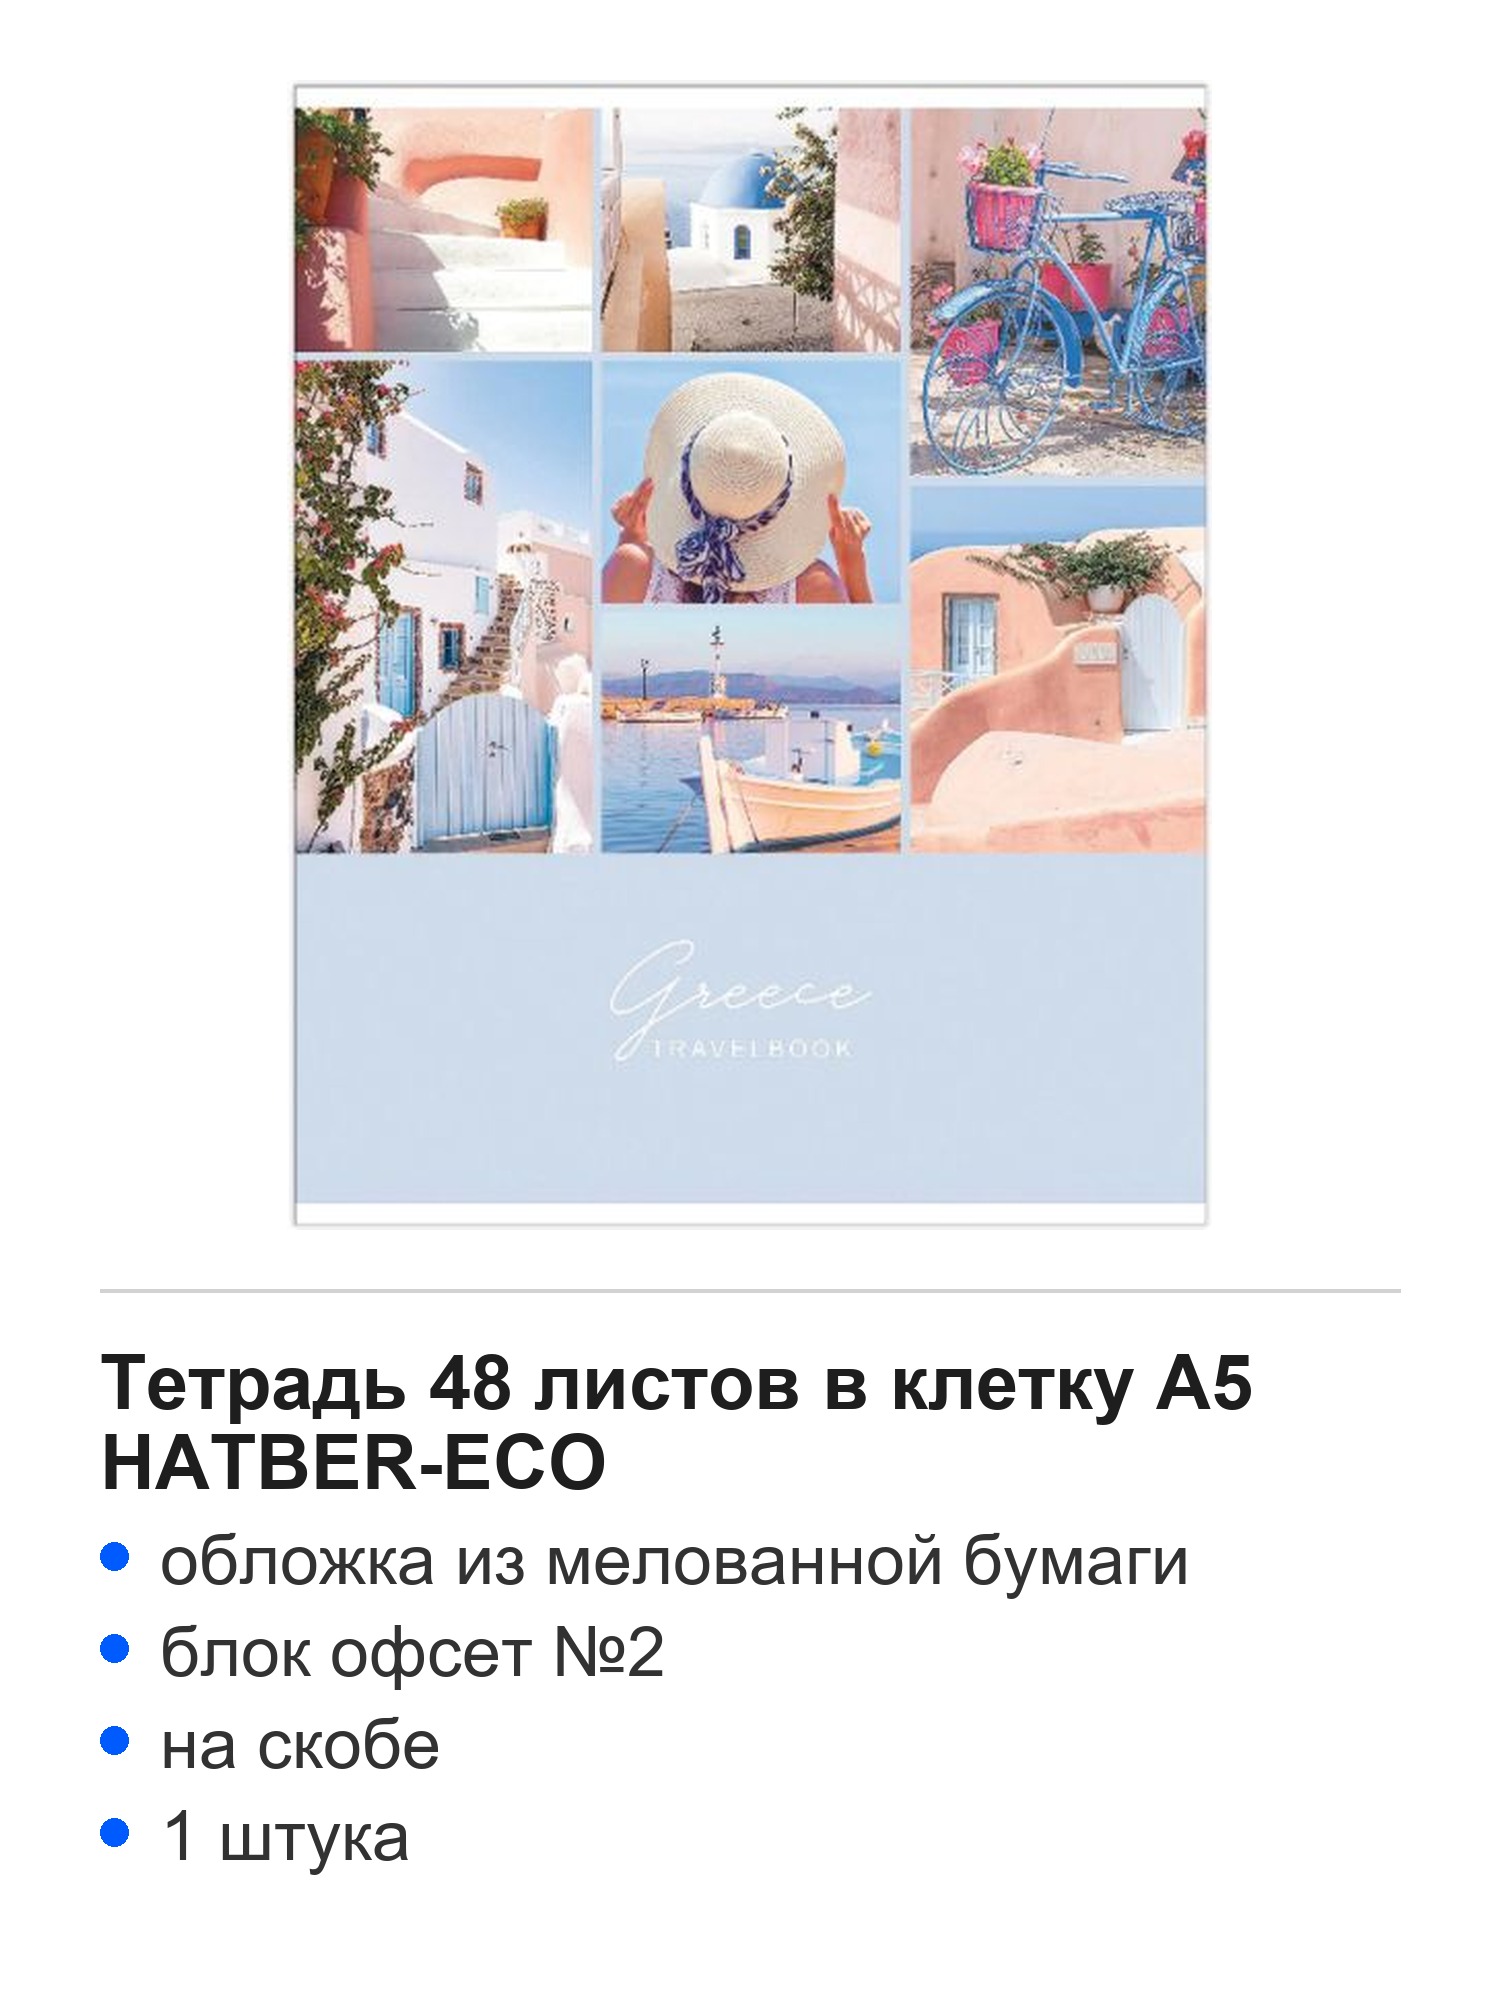 Greece
TRAVELBOOK
Тетрадь 48 листов в клетку А5
HATBER-ECO
обложка из мелованной бумаги
блок офсет №2
на скобе
1 штука